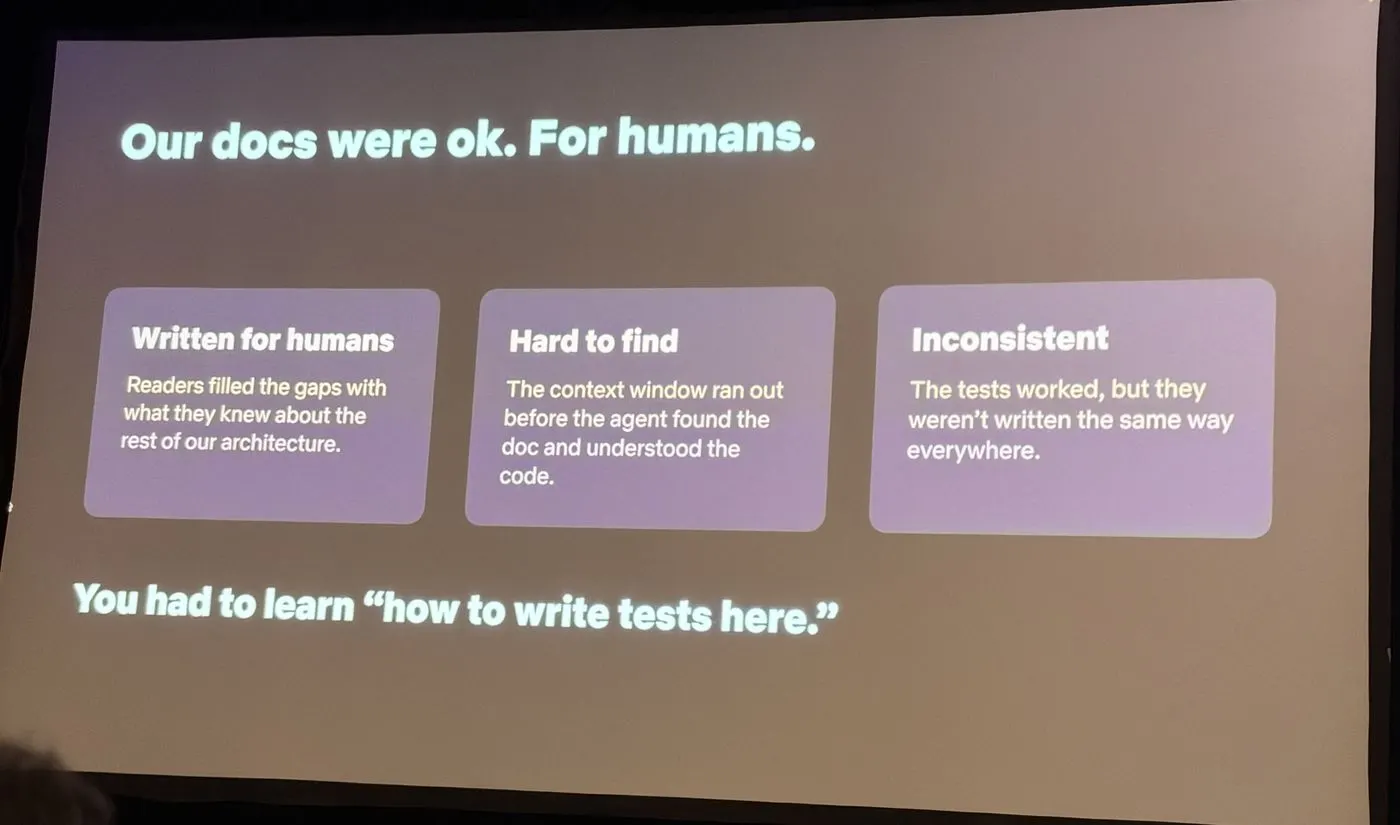 Our docs were ok. For humans.
Written for humans
Readers filled the gaps with
what they knew about the
rest of our architecture.
Hard to find
The context window ran out
before the agent found the
doc and understood the
code.
Inconsistent
The tests worked, but they
weren’t written the same way
everywhere.
You had to learn “how to write tests here.”